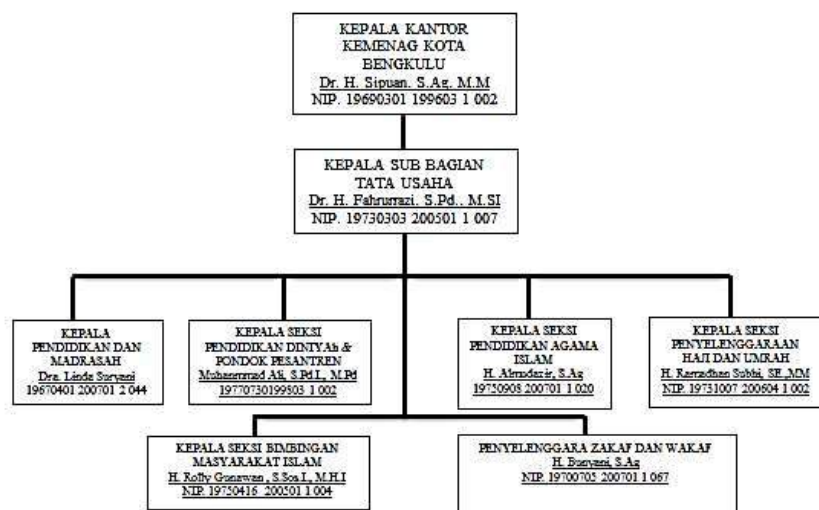 KEPALA KANTOR
KEMENAG KOTA
BENGKULU
Dr. H. Sipuan, S.Ag, M.M
NIP. 19690301 199603 1 002
KEPALA SUB BAGIAN
TATA USAHA
Dr. H. Fahrurrazi, S.Pd., M.SI
NIP. 19730303 200501 1 007
KEPALA
PENDIDIKAN DAN
MADRASAH
Dra. Linda Suryani
19670401 200701 2 044
KEPALA SEKSI
PENDIDIKAN DINIYAh &
PONDOK PESANTREN
Muhammad Ali, S.Pd.I., M.Pd
19770730199803 1 002
KEPALA SEKSI
PENDIDIKAN AGAMA
ISLAM
H. S.Ag
19750908 200701 1 020
KEPALA SEKSI
PENYELENGGARAAN
HAJI DAN UMRAH
H. Ramadhan Subhi, SE.,MM
NIP. 19731007 200604 1 002
KEPALA SEKSI BIMBINGAN
MASYARAKAT ISLAM
H. Rolly Gunawan, S.Sos.I., M.H.I
NIP. 19750416 200501 1 004
PENYELENGGARA ZAKAF DAN WAKAF
H. S.Ag
NIP. 19700705 200701 1 067